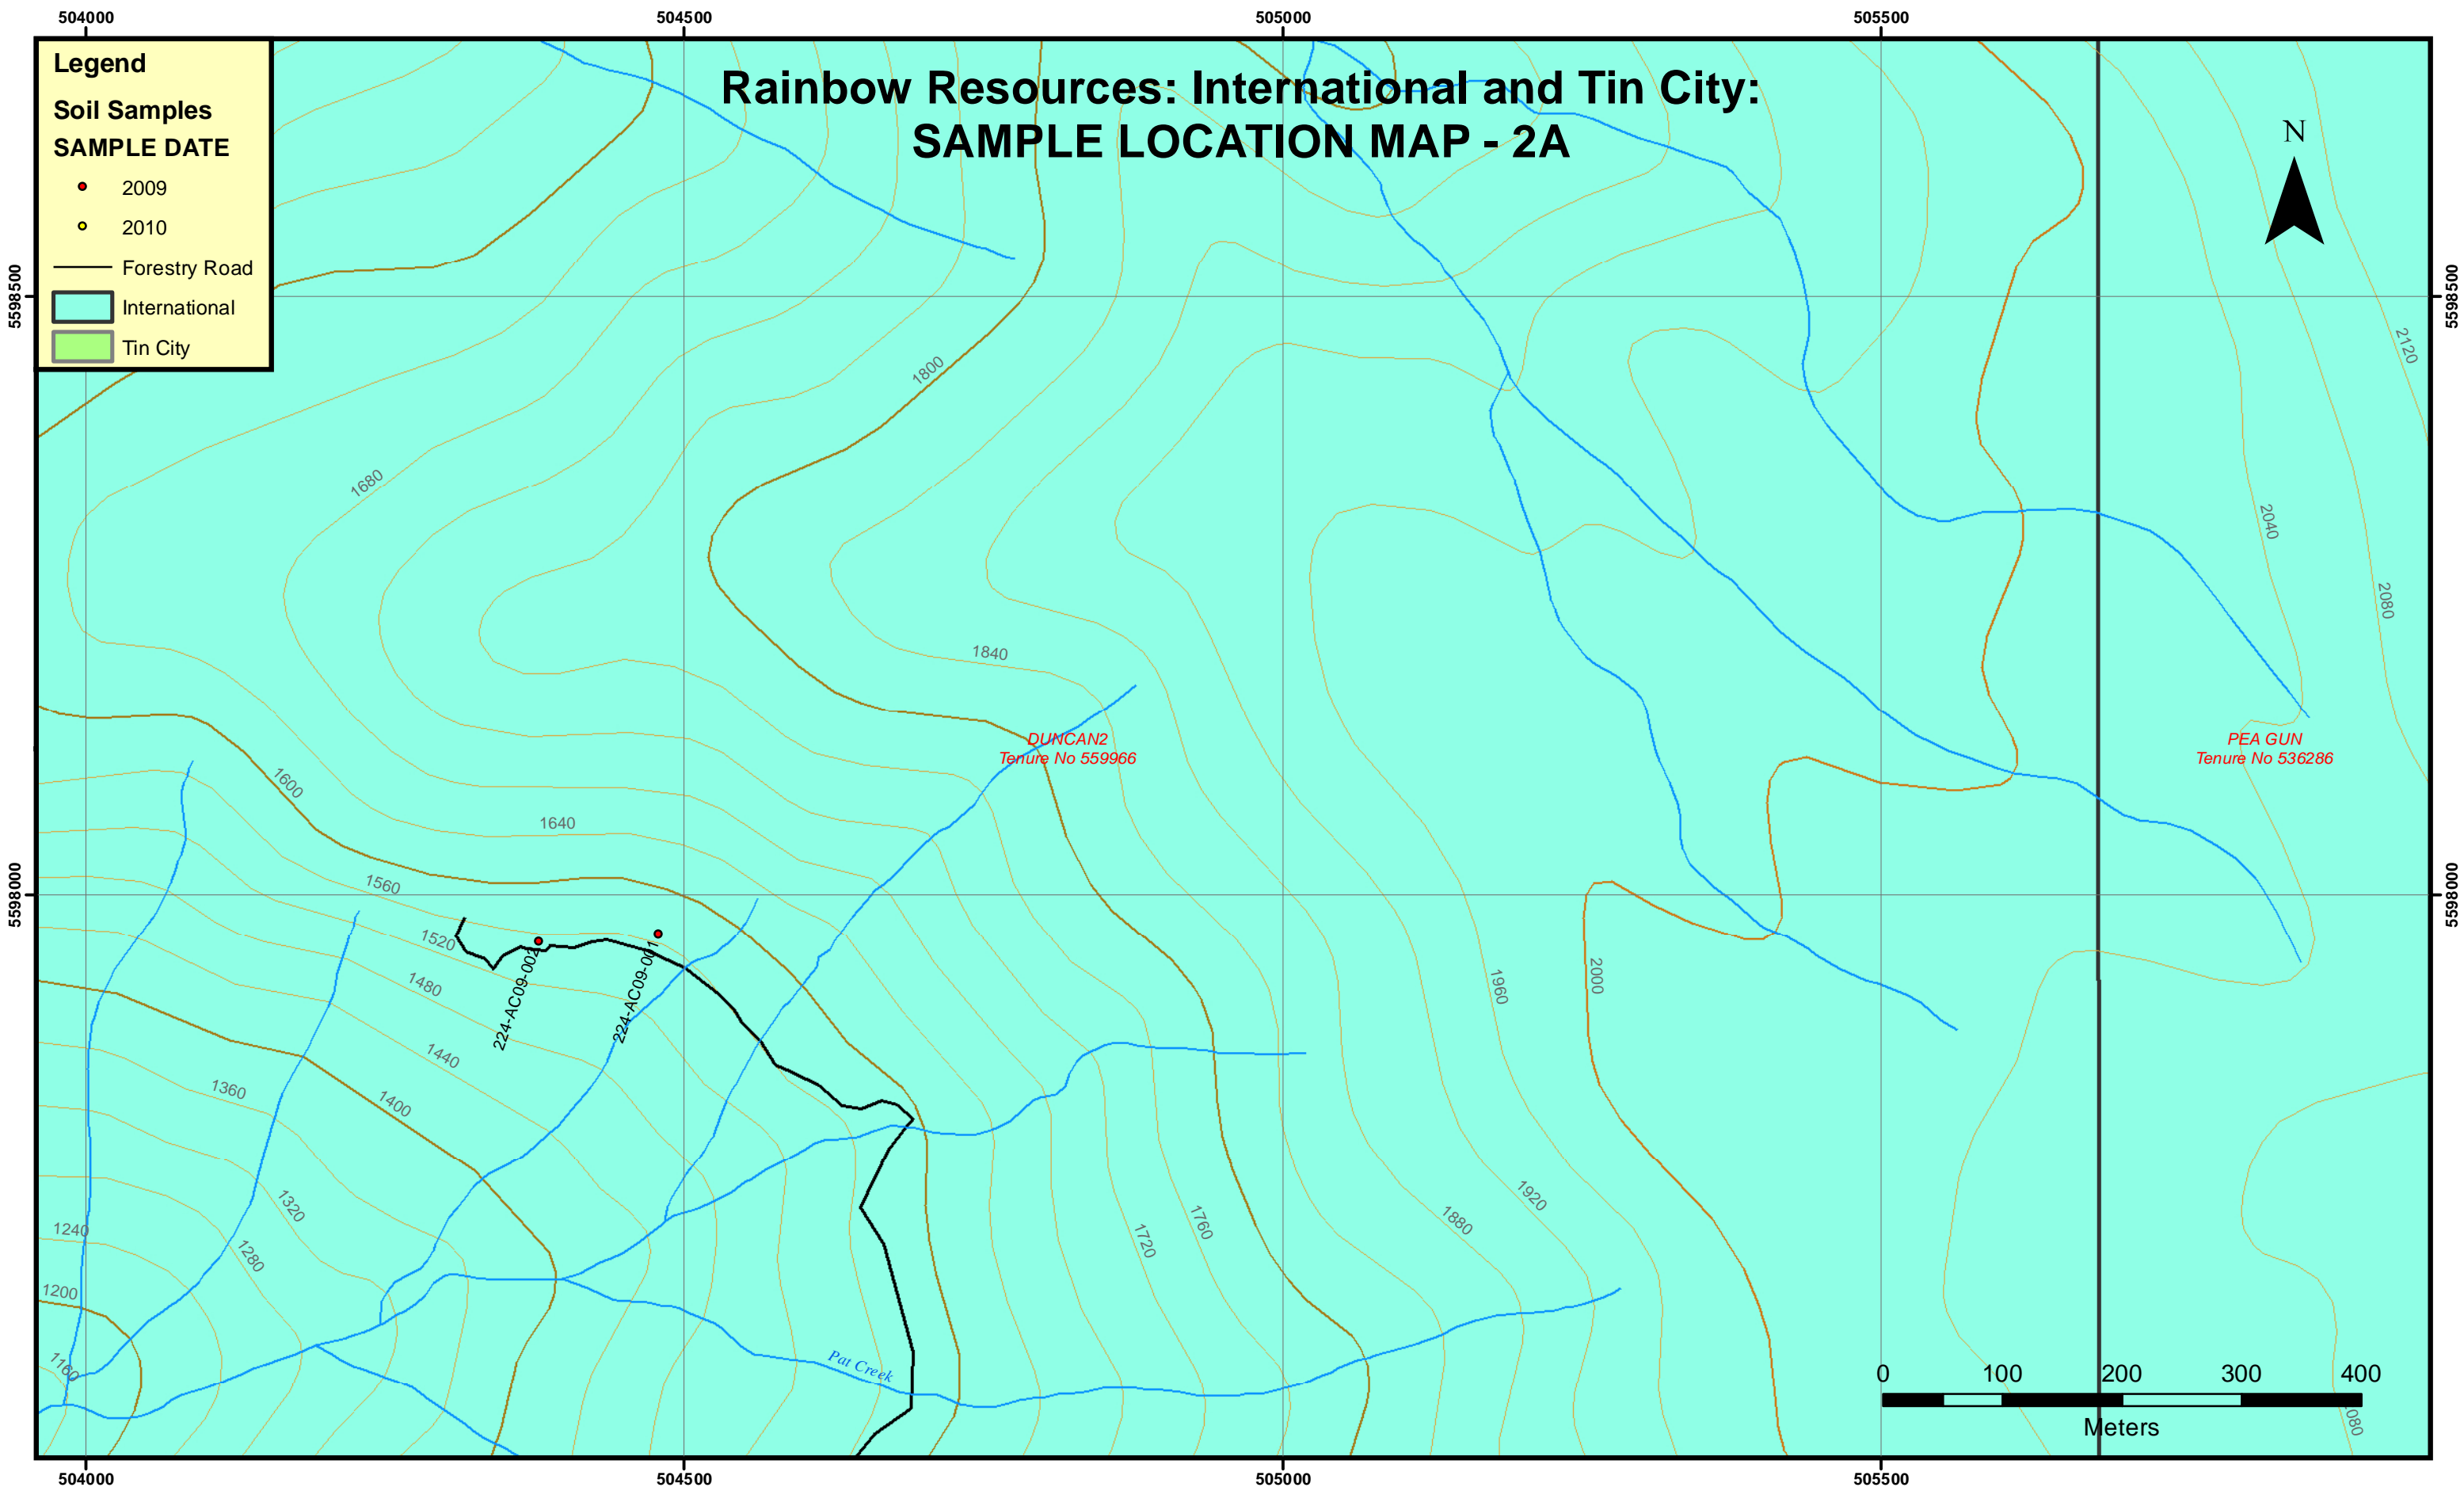 504000 504500 505000 505500
Legend
Soil Samples
SAMPLE DATE
2009
2010
Forestry Road
International
Tin City
Rainbow Resources: International and Tin City:
SAMPLE LOCATION MAP - 2A
N
5598500
5598500
1800
2120
1680
2040
2080
1840
DUNCAN2
Tenure No 559966
PEA GUN
Tenure No 536286
1600
1640
5598000
5598000
1560
1520
1480
224-AC09-002
224-AC09-001
1960
2000
1440
1360
1400
1320
1920
1880
1760
1720
1240
1280
1200
1160
Pat Creek
0 100 200 300 400
Meters
2080
504000 504500 505000 505500